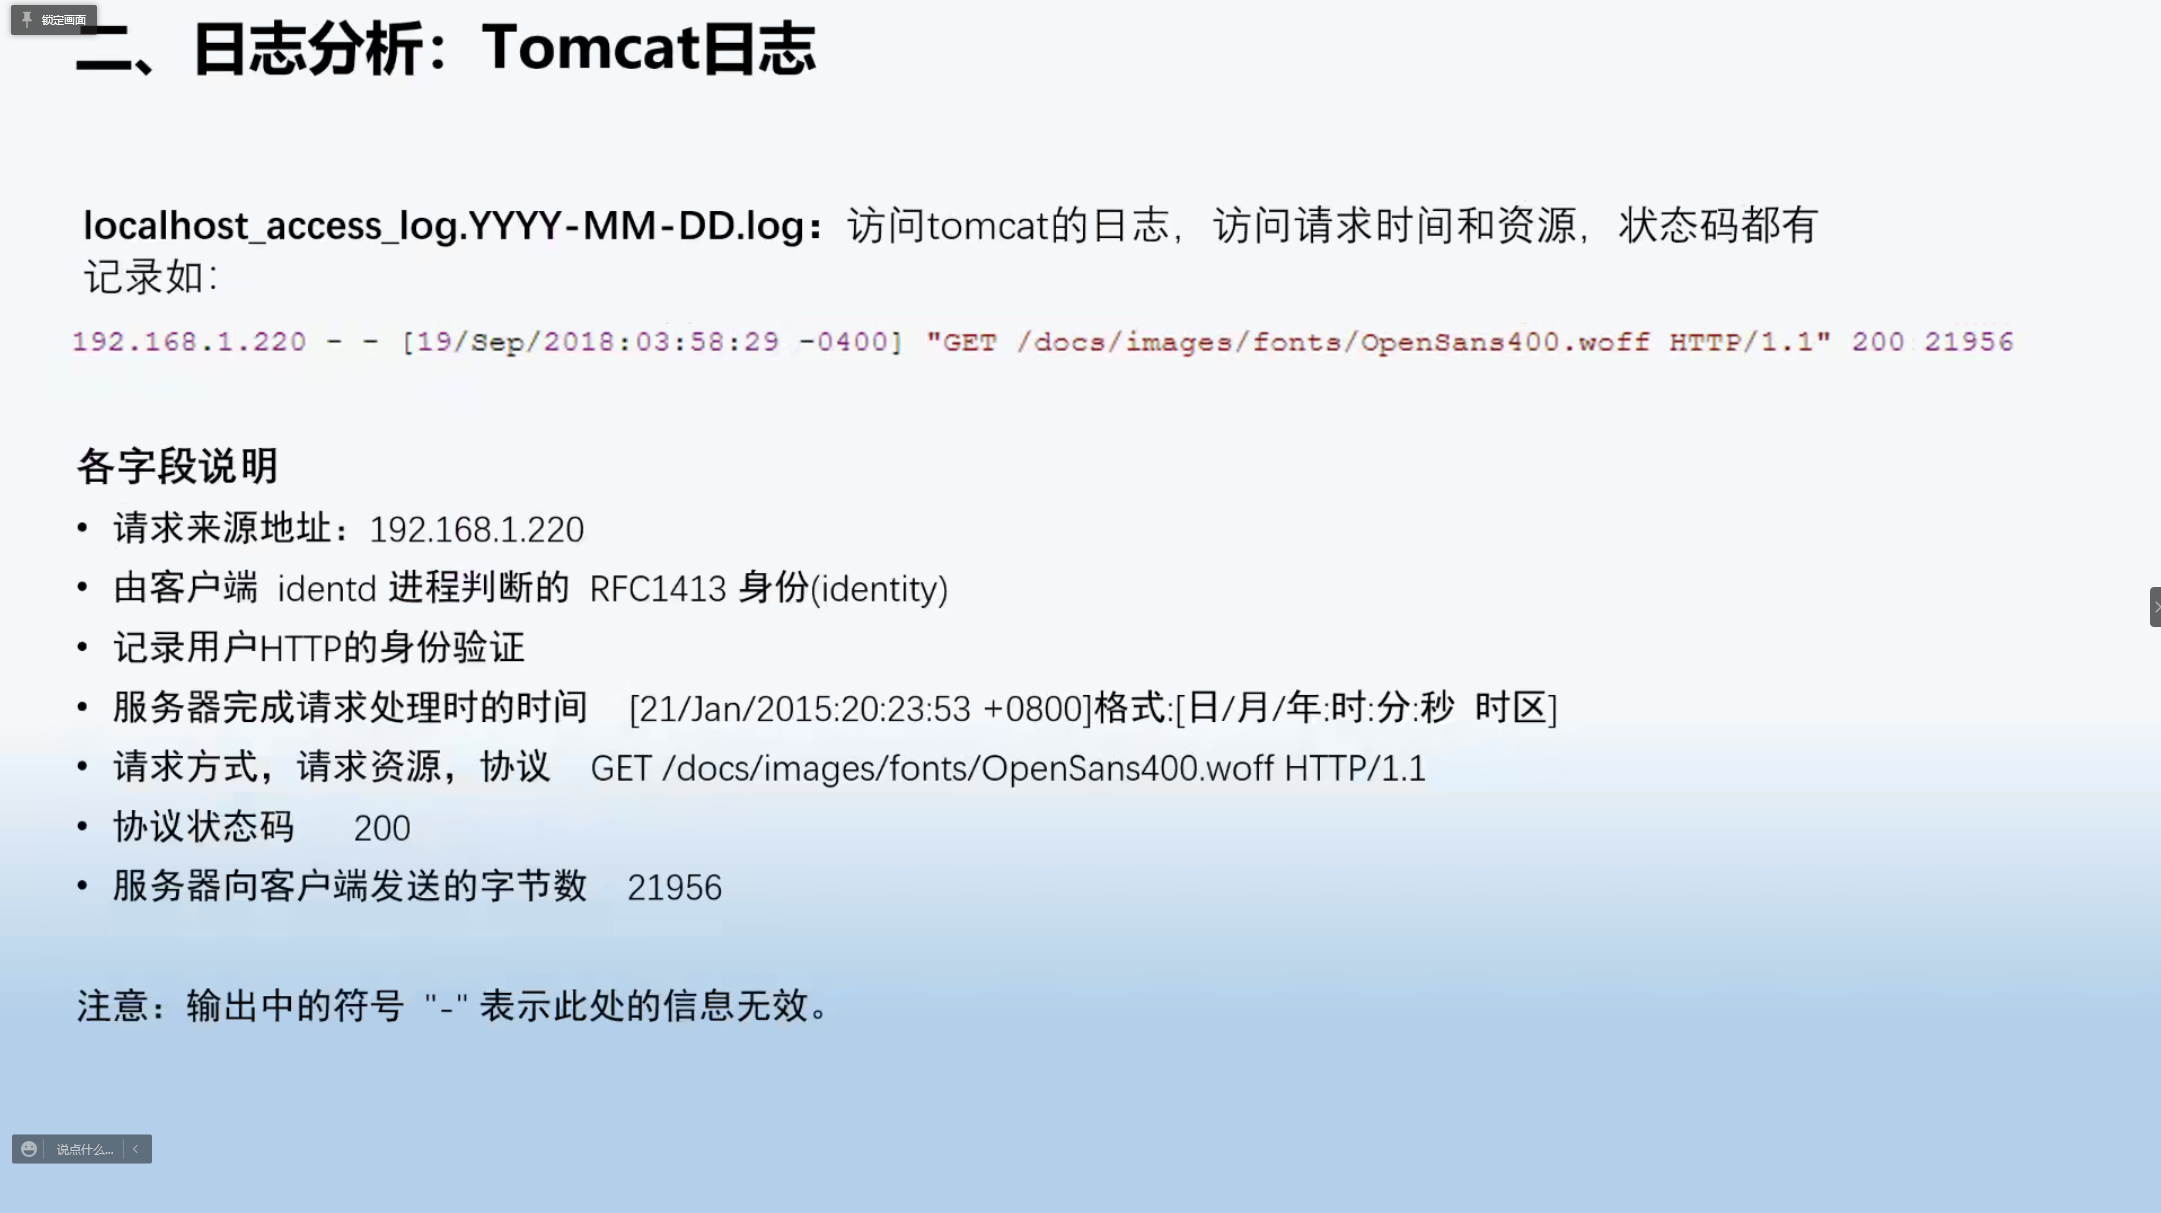 锁定画面
二、日志分析：Tomcat日志
localhost_access_log.YYYY-MM-DD.log：访问tomcat的日志，访问请求时间和资源，状态码都有
记录如：
192.168.1.220 - - [19/Sep/2018:03:58:29 -0400] "GET /docs/images/fonts/OpenSans400.woff HTTP/1.1" 200 21956
各字段说明
• 请求来源地址：192.168.1.220
• 由客户端 identd 进程判断的 RFC1413 身份(identity)
• 记录用户HTTP的身份验证
• 服务器完成请求处理时的时间 [21/Jan/2015:20:23:53 +0800]格式:[日/月/年:时:分:秒 时区]
• 请求方式，请求资源，协议 GET /docs/images/fonts/OpenSans400.woff HTTP/1.1
• 协议状态码 200
• 服务器向客户端发送的字节数 21956
注意：输出中的符号 "-" 表示此处的信息无效。
说点什么...